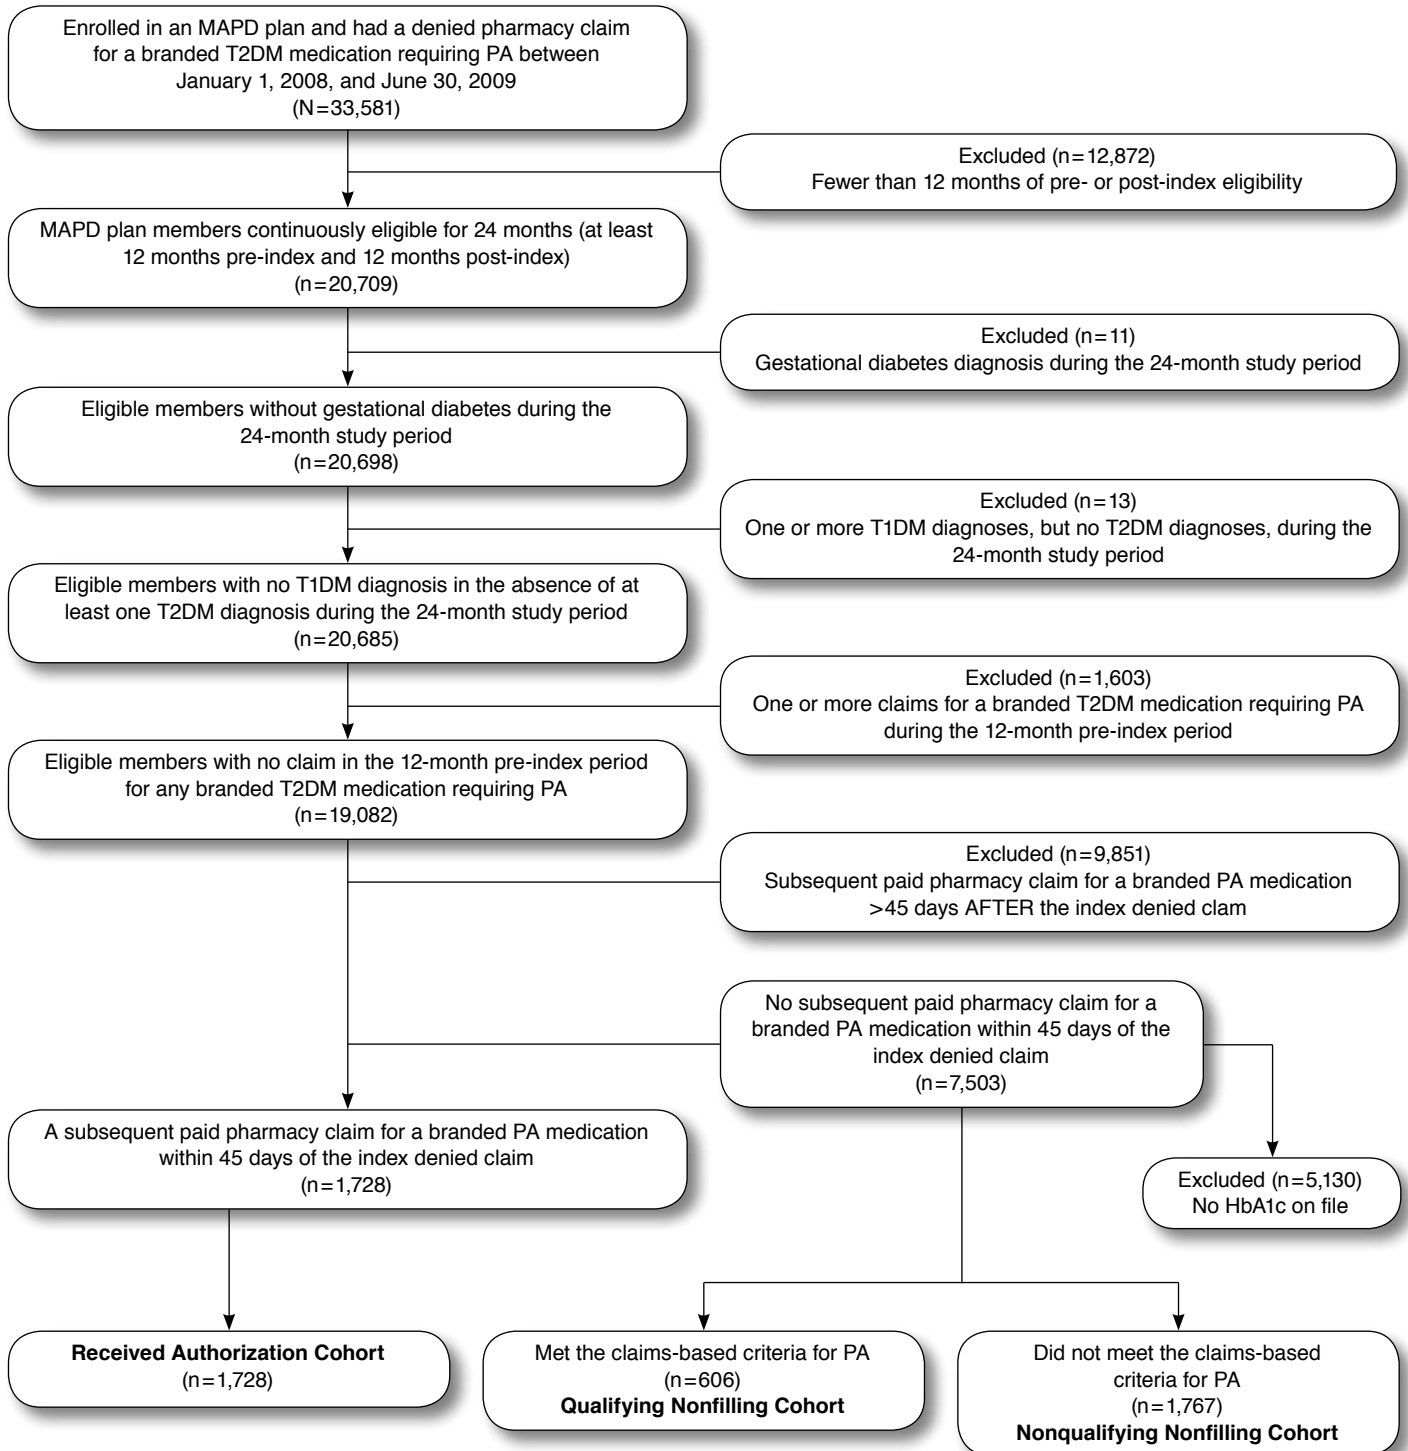 Enrolled in an MAPD plan and had a denied pharmacy claim
for a branded T2DM medication requiring PA between
January 1, 2008, and June 30, 2009
(N=33,581)
Excluded (n=12,872)
Fewer than 12 months of pre- or post-index eligibility
MAPD plan members continuously eligible for 24 months (at least
12 months pre-index and 12 months post-index)
(n=20,709)
Excluded (n=11)
Gestational diabetes diagnosis during the 24-month study period
Eligible members without gestational diabetes during the
24-month study period
(n=20,698)
Excluded (n=13)
One or more T1DM diagnoses, but no T2DM diagnoses, during the
24-month study period
Eligible members with no T1DM diagnosis in the absence of at
least one T2DM diagnosis during the 24-month study period
(n=20,685)
Excluded (n=1,603)
One or more claims for a branded T2DM medication requiring PA
during the 12-month pre-index period
Eligible members with no claim in the 12-month pre-index period
for any branded T2DM medication requiring PA
(n=19,082)
Excluded (n=9,851)
Subsequent paid pharmacy claim for a branded PA medication
>45 days AFTER the index denied clam
No subsequent paid pharmacy claim for a
branded PA medication within 45 days of the
index denied claim
(n=7,503)
A subsequent paid pharmacy claim for a branded PA medication
within 45 days of the index denied claim
(n=1,728)
Excluded (n=5,130)
No HbA1c on file
Received Authorization Cohort
(n=1,728)
Met the claims-based criteria for PA
(n=606)
Qualifying Nonfilling Cohort
Did not meet the claims-based
criteria for PA
(n=1,767)
Nonqualifying Nonfilling Cohort